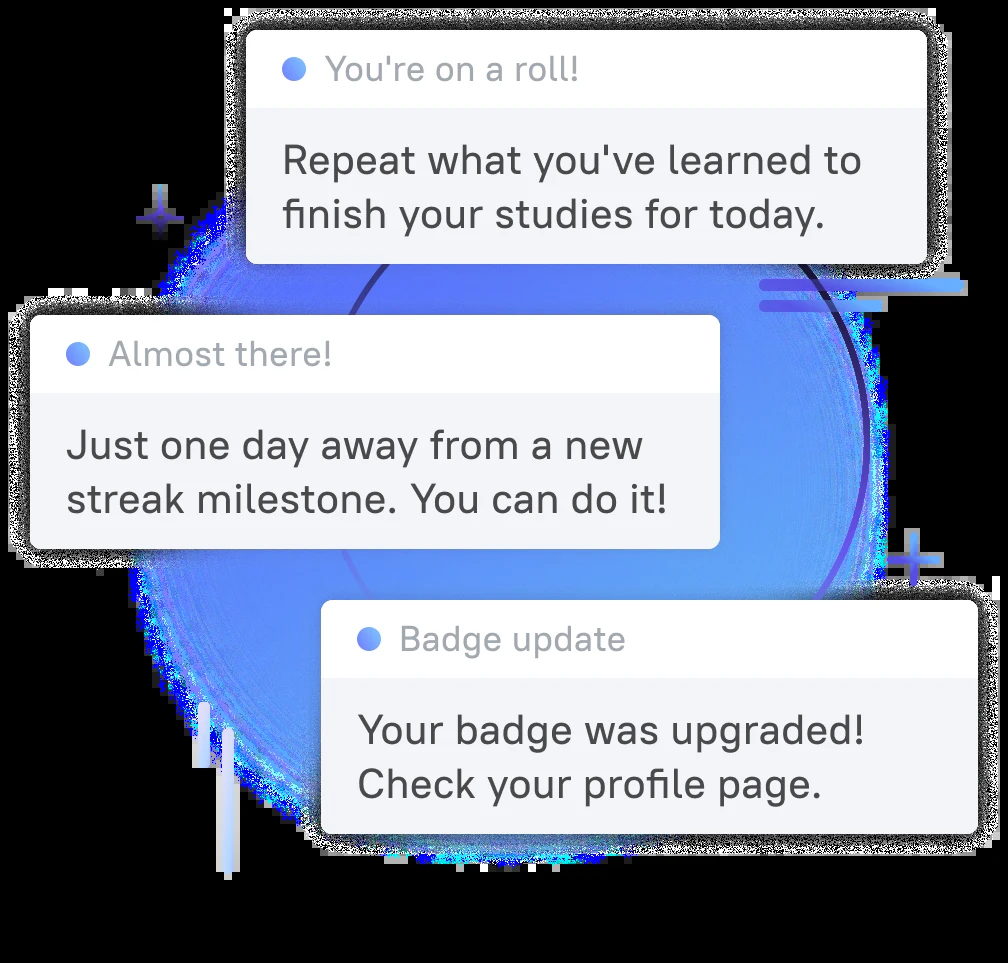 You're on a roll!
Repeat what you've learned to
finish your studies for today.
Almost there!
Just one day away from a new
streak milestone. You can do it!
Badge update
Your badge was upgraded!
Check your profile page.